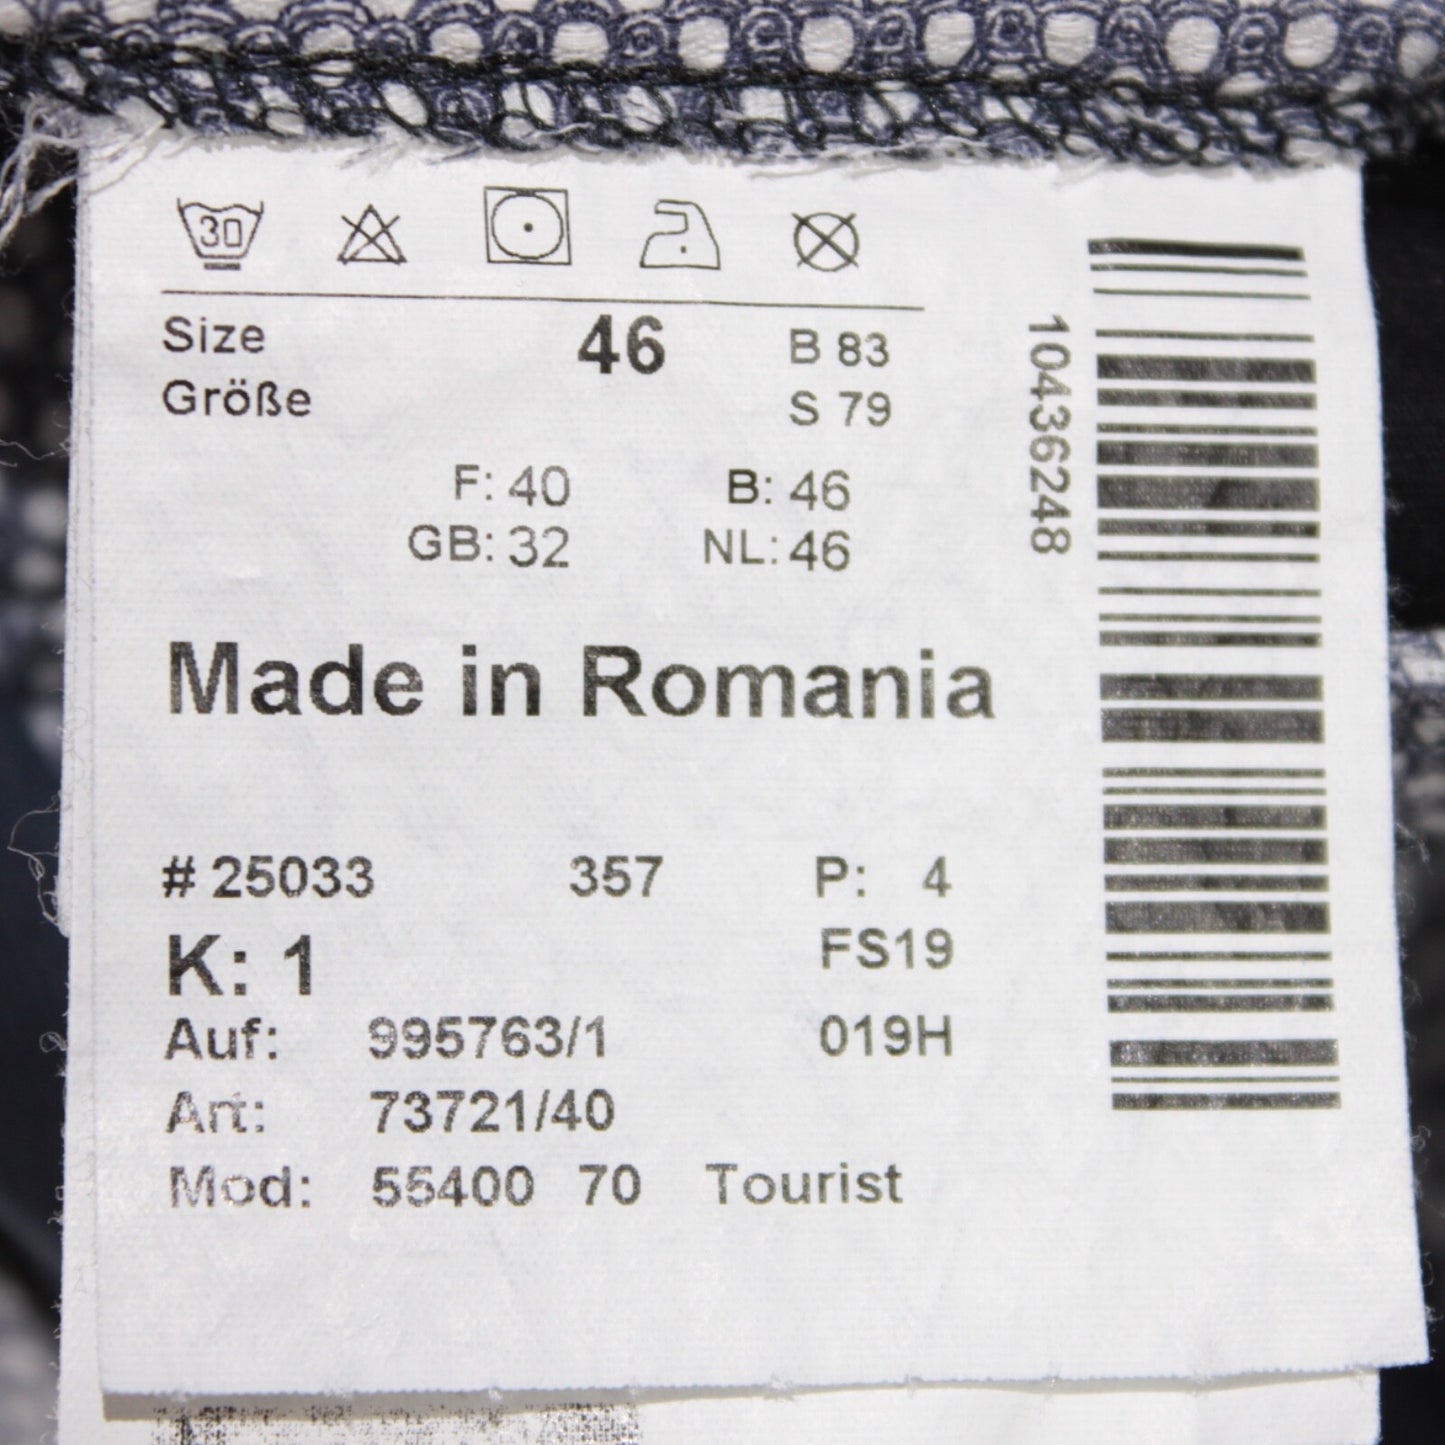 30
Size 46 B 83
Größe S 79
F: 40 B: 46
GB: 32 NL: 46
Made in Romania
# 25033 357 P: 4
K: 1 FS19
Auf: 995763/1 019H
Art: 73721/40
Mod: 55400 70 Tourist
10436248